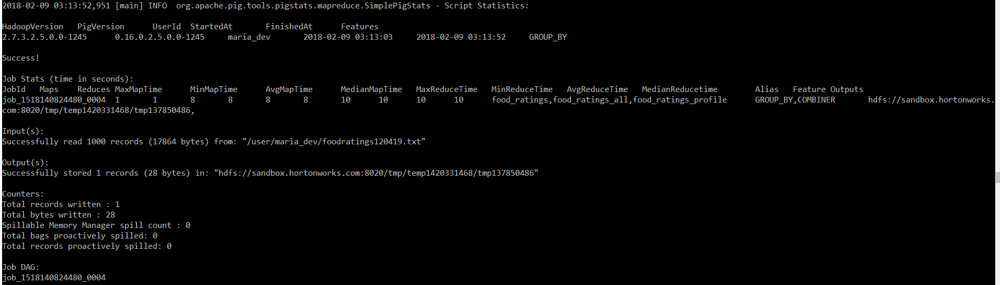 2018-02-09 03:13:52,951 [main] INFO  org.apache.pig.tools.pigstats.mapreduce.SimplePigStats - Script Statistics:
HadoopVersion   PigVersion      UserId  StartedAt       FinishedAt      Features
2.7.3.2.5.0.0-1245      0.16.0.2.5.0.0-1245     maria_dev       2018-02-09 03:13:03     2018-02-09 03:13:52     GROUP_BY
Success!
Job Stats (time in seconds):
JobId   Maps    Reduces MaxMapTime      MinMapTime      AvgMapTime      MedianMapTime   MaxReduceTime   MinReduceTime   AvgReduceTime   MedianReducetime        Alias   Feature Outputs
job_1518140824480_0004  1       1       8       8       8       8       10      10      10      10      food_ratings,food_ratings_all,food_ratings_profile      GROUP_BY,COMBINER       hdfs://sandbox.hortonworks.
com:8020/tmp/temp1420331468/tmp137850486,
Input(s):
Successfully read 1000 records (17864 bytes) from: "/user/maria_dev/foodratings120419.txt"
Output(s):
Successfully stored 1 records (28 bytes) in: "hdfs://sandbox.hortonworks.com:8020/tmp/temp1420331468/tmp137850486"
Counters:
Total records written : 1
Total bytes written : 28
Spillable Memory Manager spill count : 0
Total bags proactively spilled: 0
Total records proactively spilled: 0
Job DAG:
job_1518140824480_0004